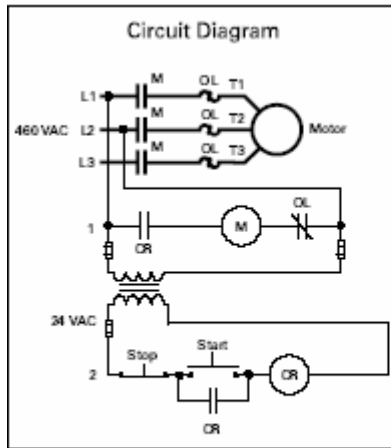 Circuit Diagram
M OL T1
L1
M OL T2
460 VAC L2 Motor
M OL T3
L3
OL
1 M
CR
24 VAC
Start
Stop
2 CR
CR